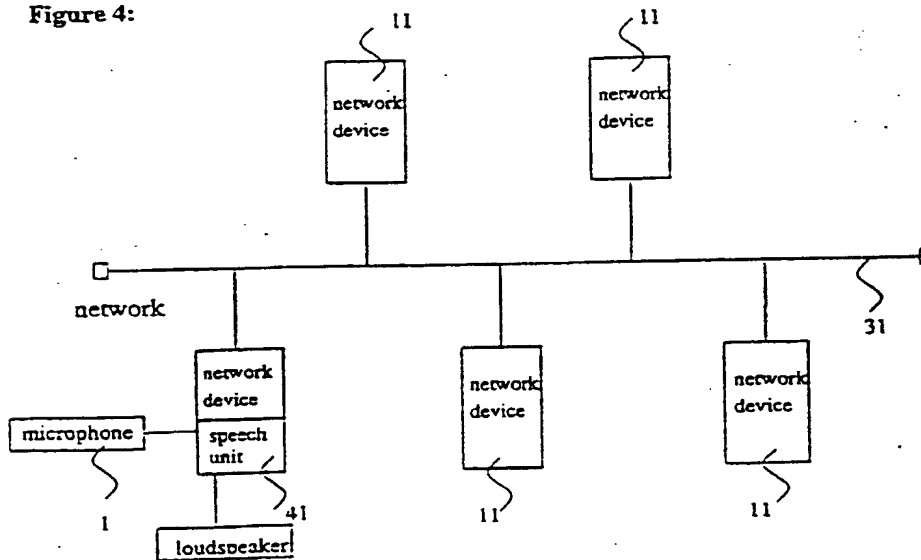 Figure 4:
11
11
network
device
network
device
network
31
network
device
network
device
network
device
microphone
speech
unit
1
41
11
11
loudspeaker